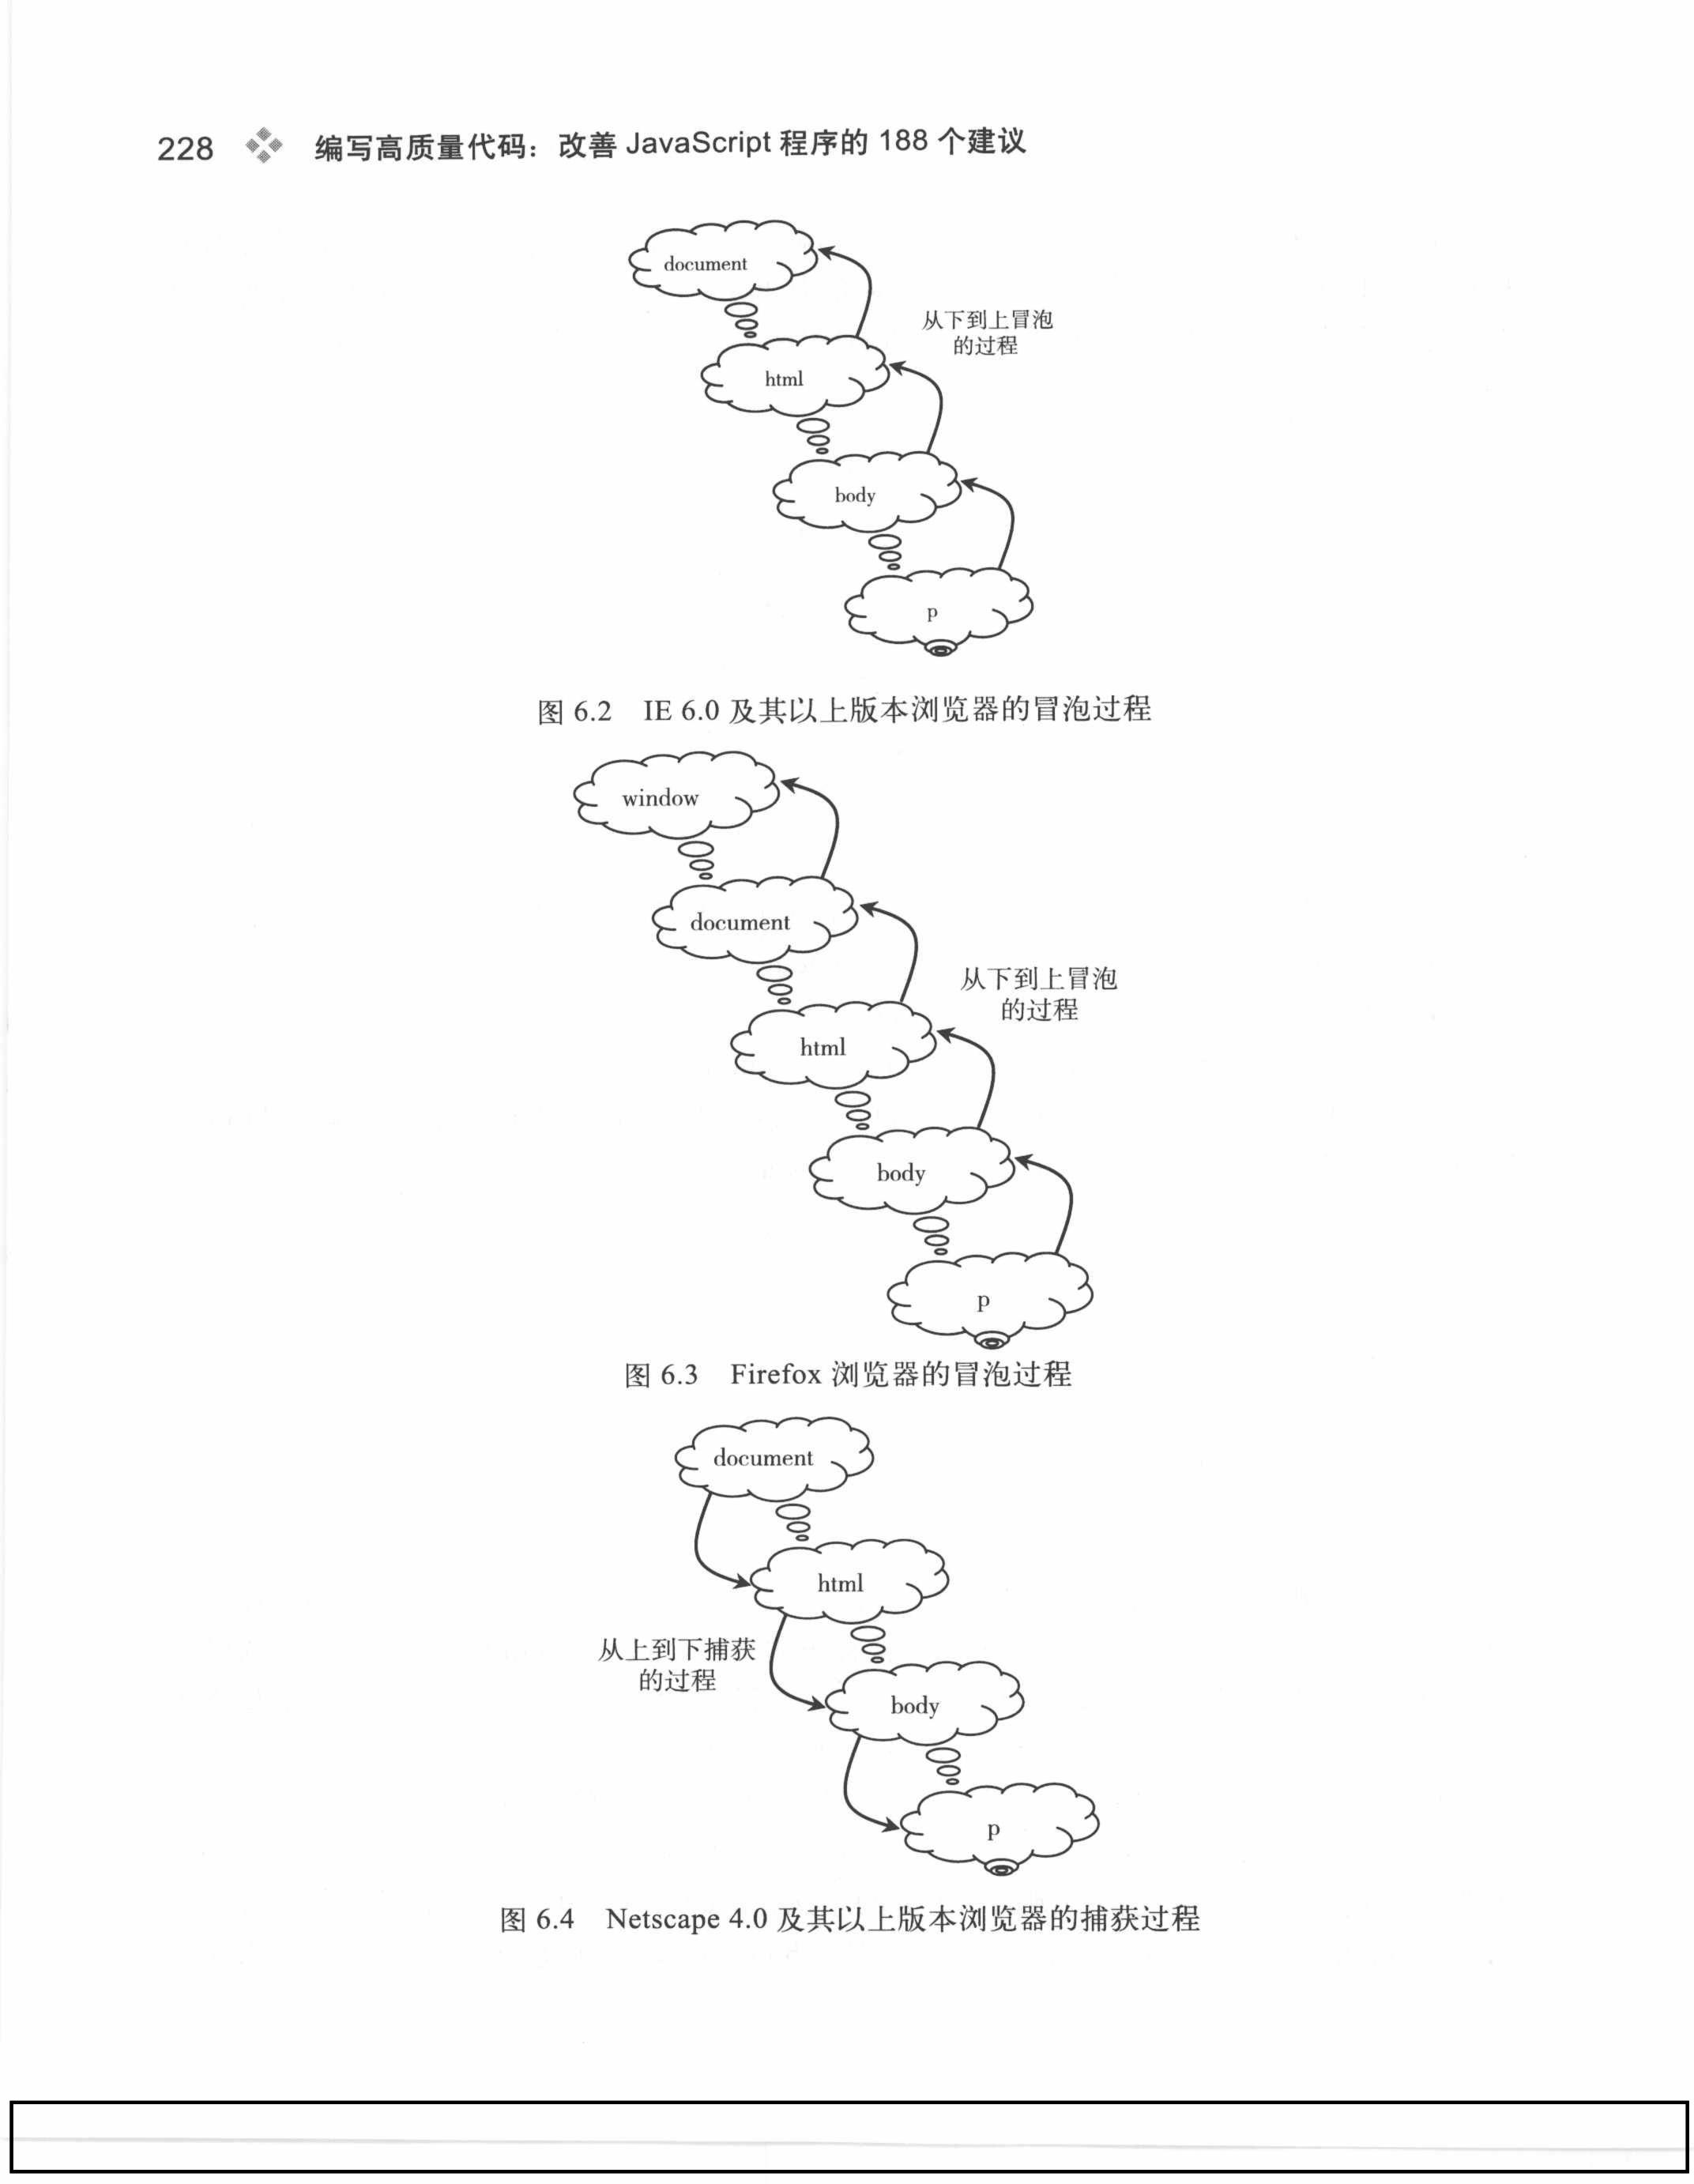 228 编写高质量代码：改善 JavaScript 程序的 188 个建议
document
从下到上冒泡
的过程
html
body
p
图 6.2 IE 6.0 及其以上版本浏览器的冒泡过程
window
document
从下到上冒泡
的过程
html
body
p
图 6.3 Firefox 浏览器的冒泡过程
document
html
从上到下捕获
的过程
body
p
图 6.4 Netscape 4.0 及其以上版本浏览器的捕获过程